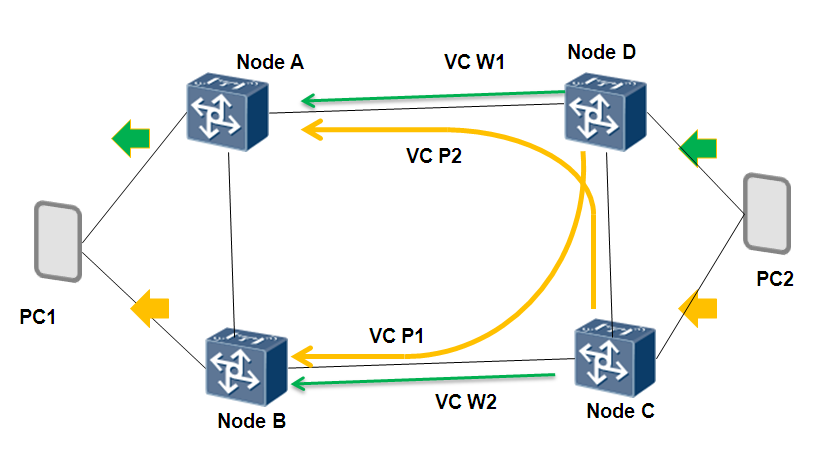 Node A
VC W1
Node D
VC P2
PC1
PC2
VC P1
Node B
VC W2
Node C